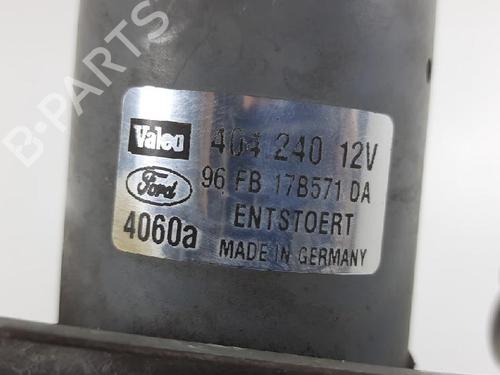 B-PARTS
Valeo 404 240 12V
Ford 96 FB 17B571 DA
4060a ENTSTOERT
MADE IN GERMANY